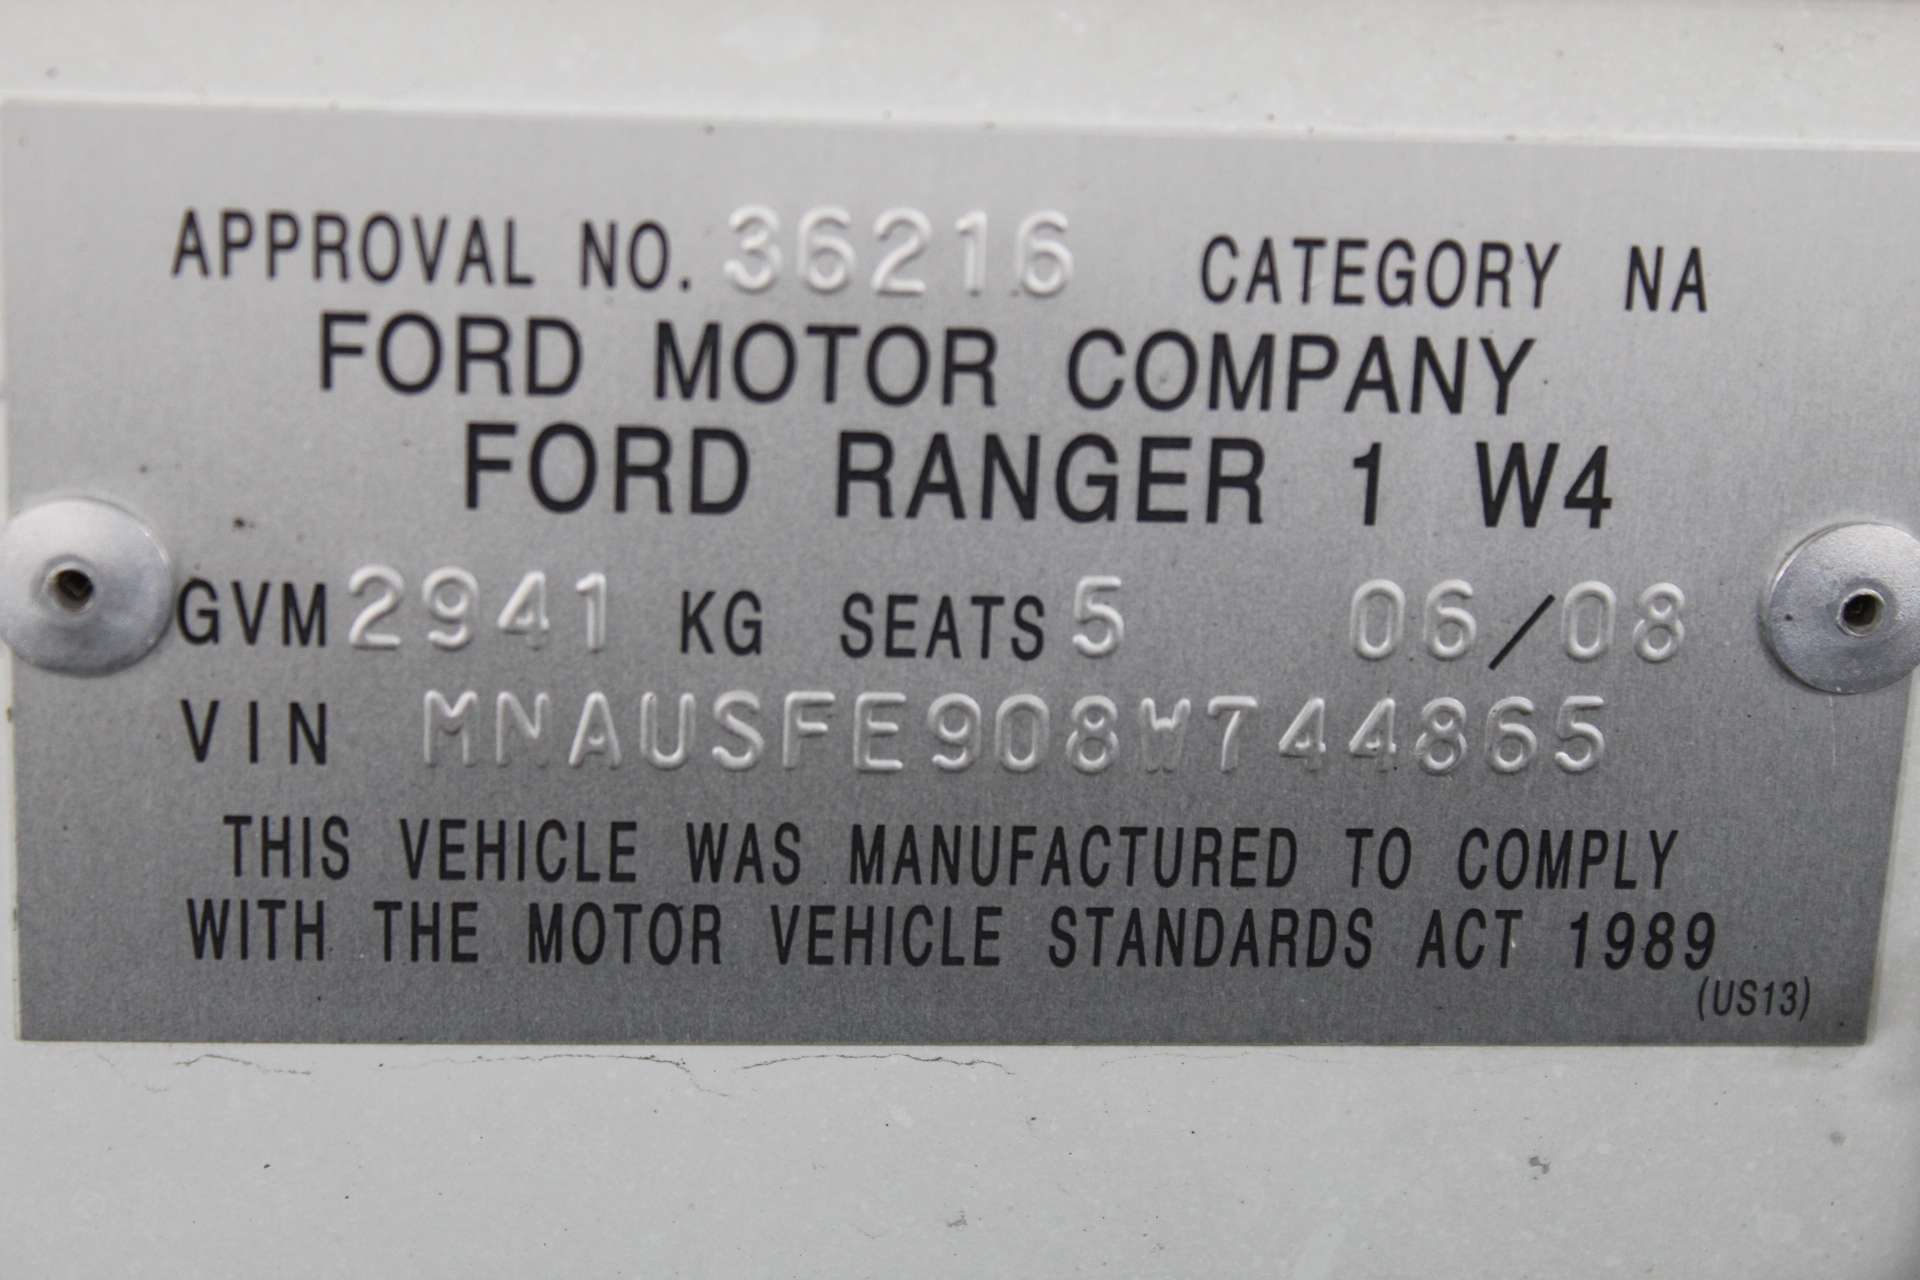 APPROVAL NO. 36216 CATEGORY NA
FORD MOTOR COMPANY
FORD RANGER 1 W4
GVM 2941 KG SEATS 5 06/08
VIN MNAUSFE908W744865
THIS VEHICLE WAS MANUFACTURED TO COMPLY
WITH THE MOTOR VEHICLE STANDARDS ACT 1989
(US13)